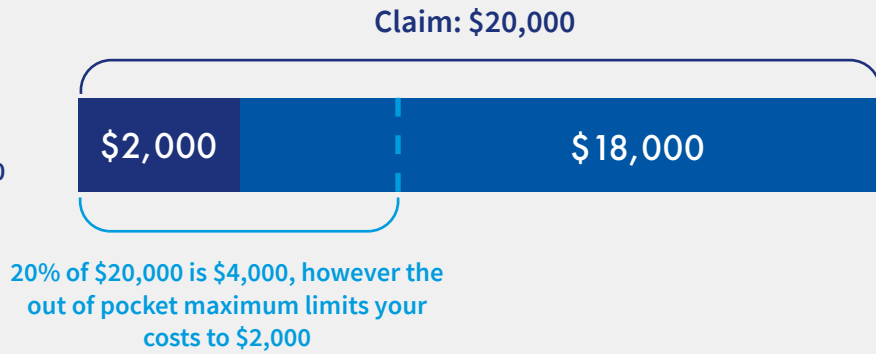 Claim: $20,000
$2,000
$18,000
20% of $20,000 is $4,000, however the
out of pocket maximum limits your
costs to $2,000